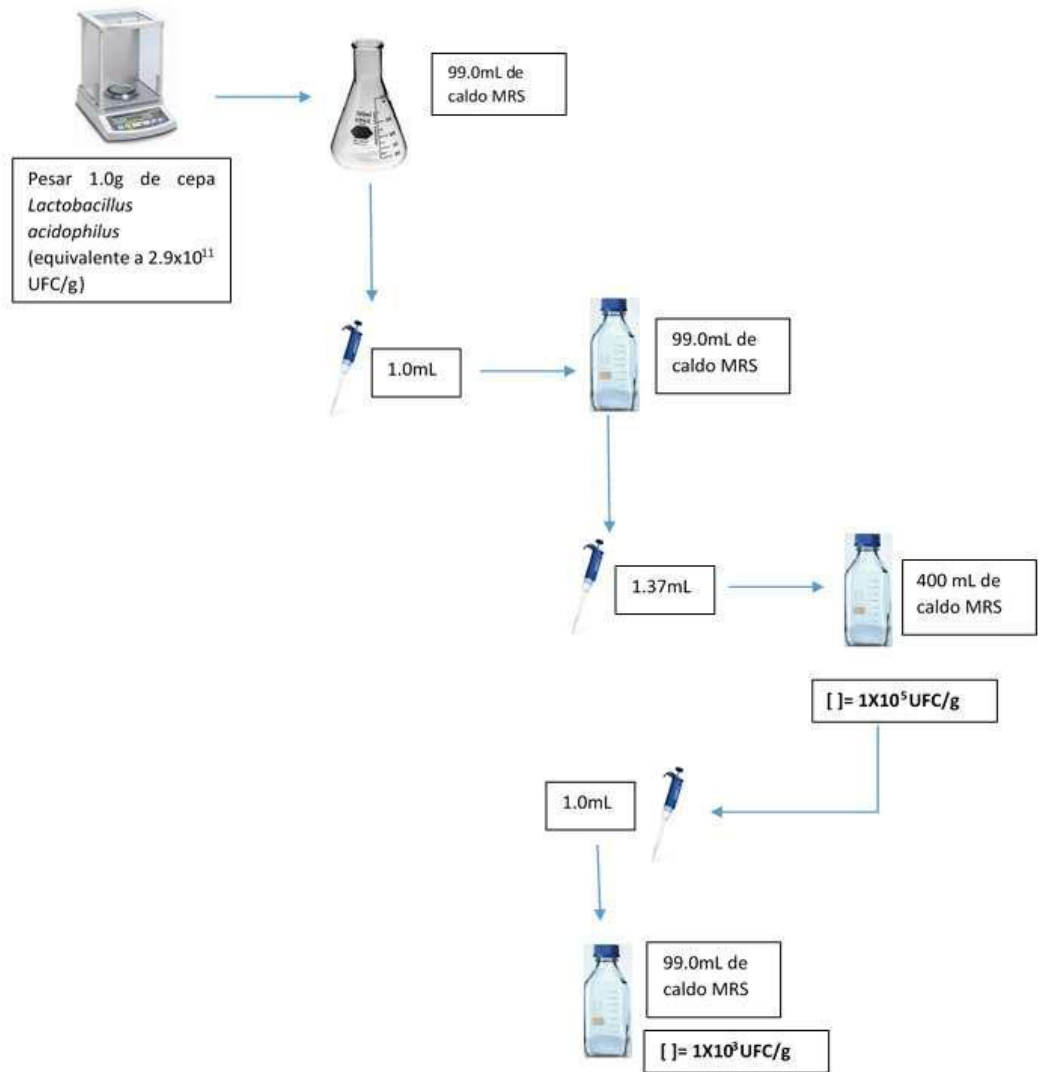 99.0mL de
caldo MRS
Pesar 1.0g de cepa
Lactobacillus
acidophilus
(equivalente a 2.9x10¹¹
UFC/g)
1.0mL
99.0mL de
caldo MRS
1.37mL
400 mL de
caldo MRS
[ ]= 1X10⁵UFC/g
1.0mL
99.0mL de
caldo MRS
[ ]= 1X10³UFC/g